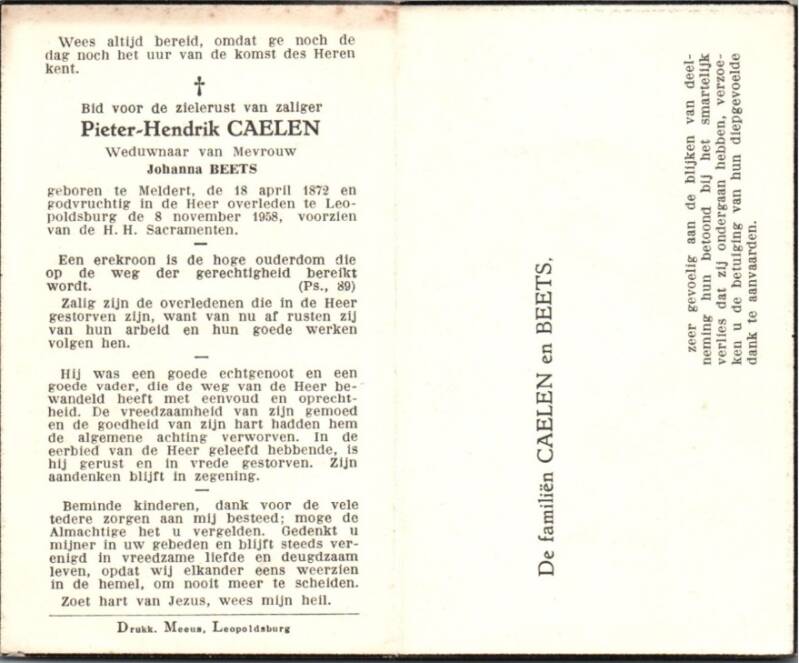 Wees altijd bereid, omdat ge noch de
dag noch het uur van de komst des Heren
kent.
Bid voor de zielerust van zaliger
Pieter-Hendrik CAELEN
Weduwnaar van Mevrouw
Johanna BEETS
geboren te Meldert, de 18 april 1872 en
godvruchtig in de Heer overleden te Leo-
poldsburg de 8 november 1958, voorzien
van de H. H. Sacramenten.
Een erekroon is de hoge ouderdom die
op de weg der gerechtigheid bereikt
wordt. (Ps., 89)
Zalig zijn de overledenen die in de Heer
gestorven zijn, want van nu af rusten zij
van hun arbeid en hun goede werken
volgen hen.
Hij was een goede echtgenoot en een
goede vader, die de weg van de Heer be-
wandeld heeft met eenvoud en oprecht-
heid. De vreedzaamheid van zijn gemoed
en de goedheid van zijn hart hadden hem
de algemene achting verworven. In de
eerbied van de Heer geleefd hebbende, is
hij gerust en in vrede gestorven. Zijn
aandenken blijft in zegening.
Beminde kinderen, dank voor de vele
tedere zorgen aan mij besteed; moge de
Almachtige het u vergelden. Gedenkt u
mijner in uw gebeden en blijft steeds ver-
enigd in vreedzame liefde en deugdzaam
leven, opdat wij elkander eens weerzien
in de hemel, om nooit meer te scheiden.
Zoet hart van Jezus, wees mijn heil.
Drukk. Meeus, Leopoldsburg
De familiën CAELEN en BEETS,
zeer gevoelig aan de blijken van deel-
neming hun betoond bij het smartelijk
verlies dat zij ondergaan hebben, verzoe-
ken u de betuiging van hun diepgevoelde
dank te aanvaarden.